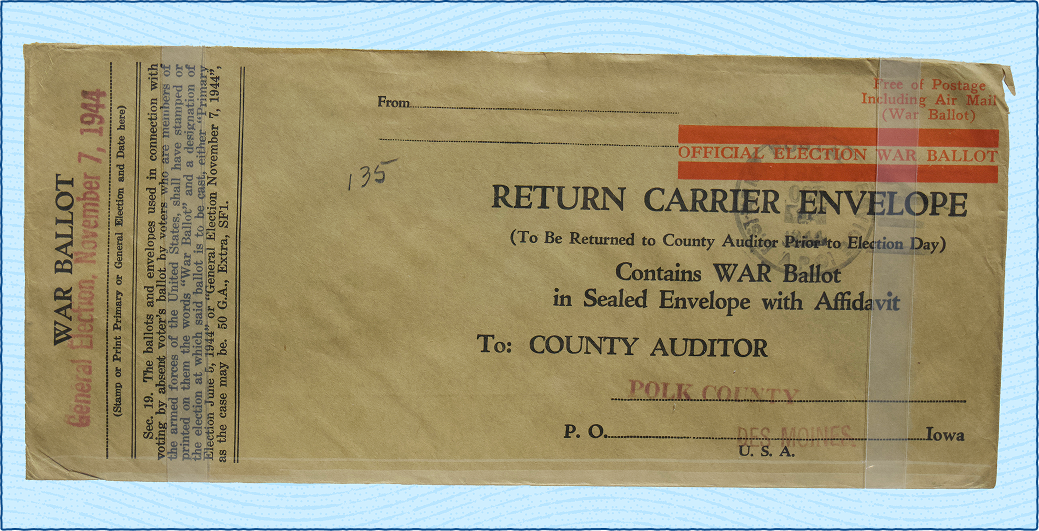 WAR BALLOT
General Election, November 7, 1944
(Stamp or Print Primary or General Election and Date here)
Sec. 19. The ballots and envelopes used in connection with
voting by absent voter's ballot by voters who are members of
the armed forces of the United States, shall have stamped or
printed on them the words "War Ballot" and a designation of
the election at which said ballot is to be cast, either "Primary
Election June 5, 1944" or "General Election November 7, 1944",
as the case may be. 50 G.A., Extra, SF1.
From
135
Free of Postage
Including Air Mail
(War Ballot)
OFFICIAL ELECTION WAR BALLOT
RETURN CARRIER ENVELOPE
(To Be Returned to County Auditor Prior to Election Day)
Contains WAR Ballot
in Sealed Envelope with Affidavit
To: COUNTY AUDITOR
POLK COUNTY
P. O. DES MOINES Iowa
U. S. A.